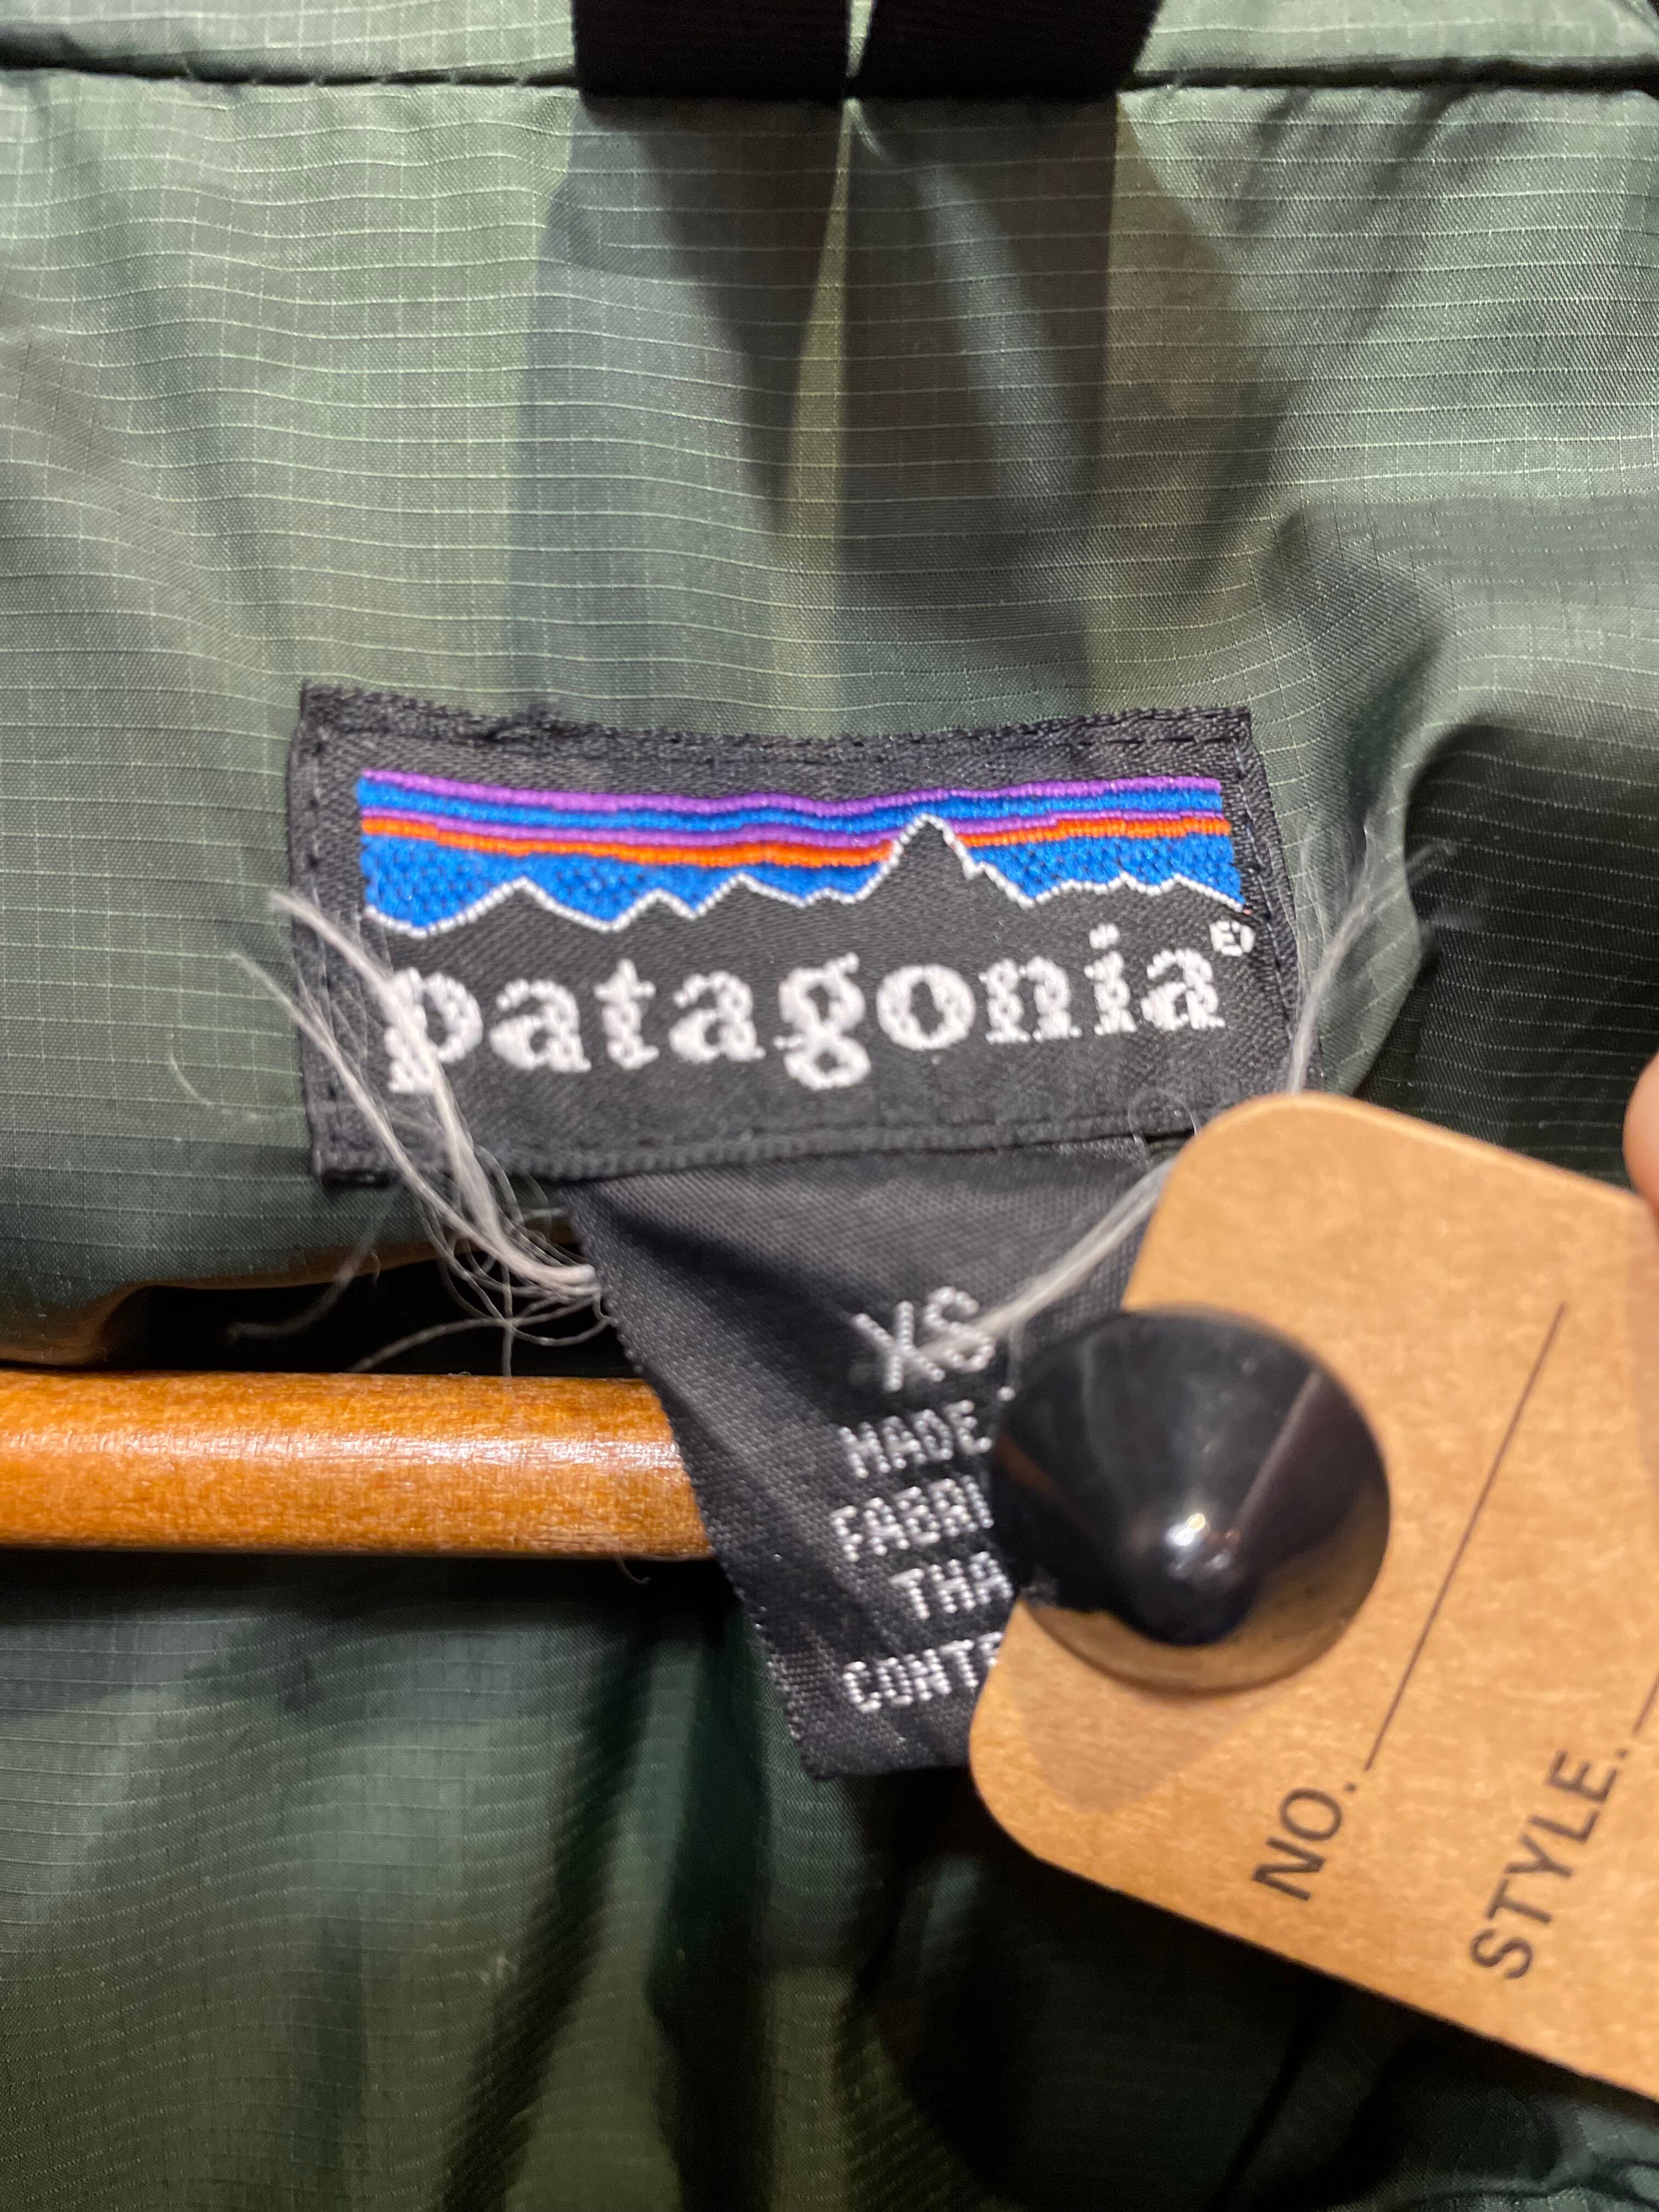 patagonia®
XS
MADE
FABRI
THA
CONTE
NO.
STYLE.